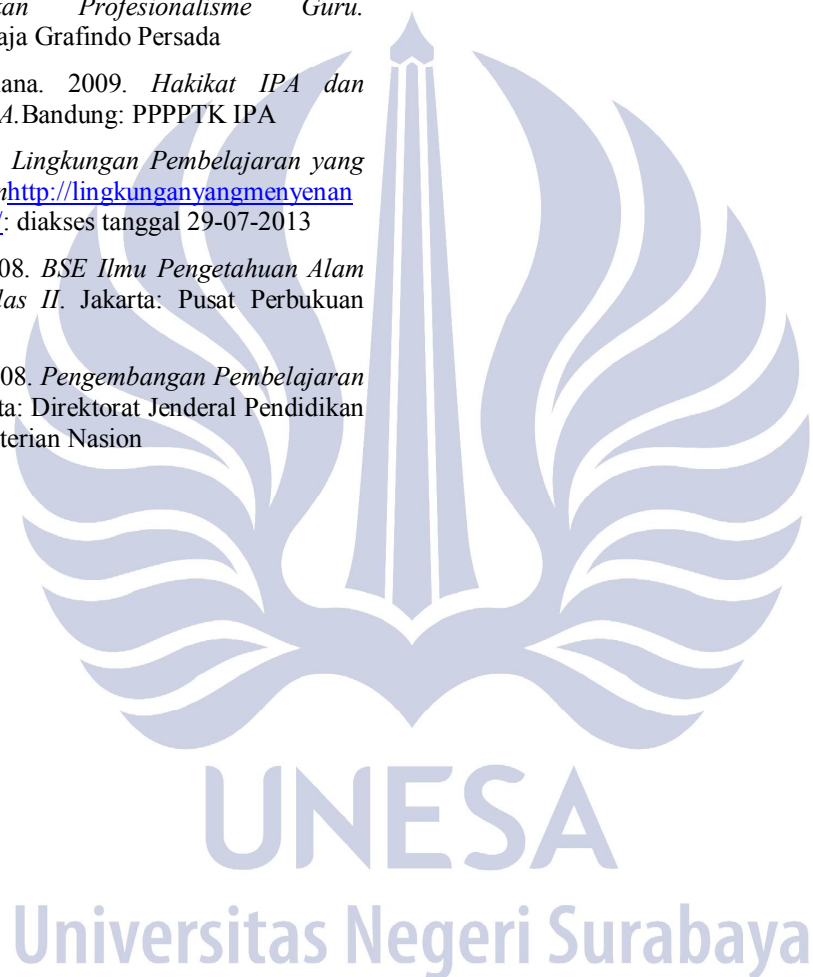 kan Profesionalisme Guru.
aja Grafindo Persada
ana. 2009. Hakikat IPA dan
A.Bandung: PPPPTK IPA
Lingkungan Pembelajaran yang
nhttp://lingkunganyangmenyenan
/: diakses tanggal 29-07-2013
08. BSE Ilmu Pengetahuan Alam
las II. Jakarta: Pusat Perbukuan
08. Pengembangan Pembelajaran
ta: Direktorat Jenderal Pendidikan
terian Nasion
UNESA
Universitas Negeri Surabaya